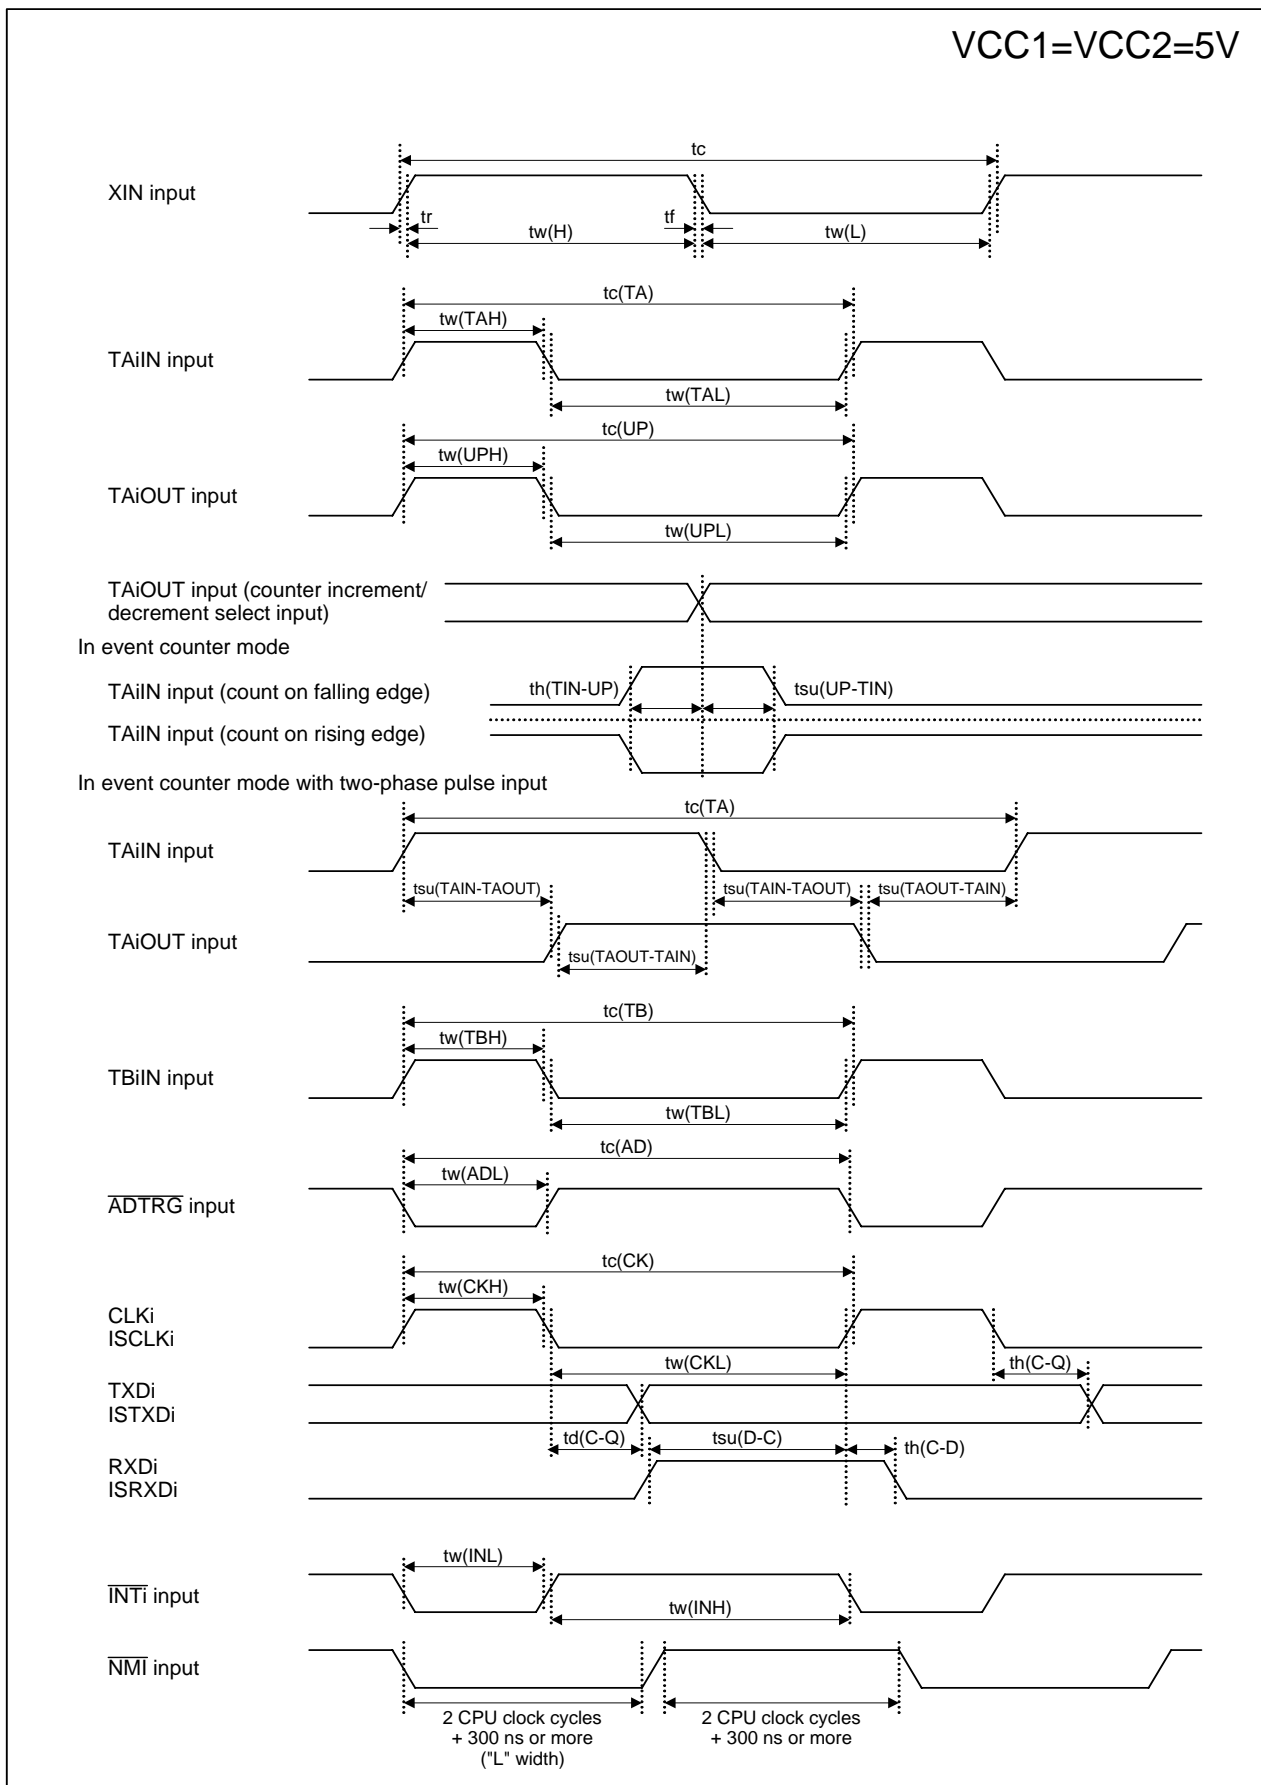 VCC1=VCC2=5V
tc
XIN input
tr
tf
tw(H)
tw(L)
tc(TA)
tw(TAH)
TAiIN input
tw(TAL)
tc(UP)
tw(UPH)
TAiOUT input
tw(UPL)
TAiOUT input (counter increment/
decrement select input)
In event counter mode
TAiIN input (count on falling edge)
th(TIN-UP)
tsu(UP-TIN)
TAiIN input (count on rising edge)
In event counter mode with two-phase pulse input
tc(TA)
TAiIN input
tsu(TAIN-TAOUT)
tsu(TAIN-TAOUT)
tsu(TAOUT-TAIN)
TAiOUT input
tsu(TAOUT-TAIN)
tc(TB)
tw(TBH)
TBiIN input
tw(TBL)
tc(AD)
tw(ADL)
ADTRG input
tc(CK)
tw(CKH)
CLKi
ISCLKi
tw(CKL)
th(C-Q)
TXDi
ISTXDi
td(C-Q)
tsu(D-C)
th(C-D)
RXDi
ISRXDi
tw(INL)
INTi input
tw(INH)
NMI input
2 CPU clock cycles
+ 300 ns or more
("L" width)
2 CPU clock cycles
+ 300 ns or more